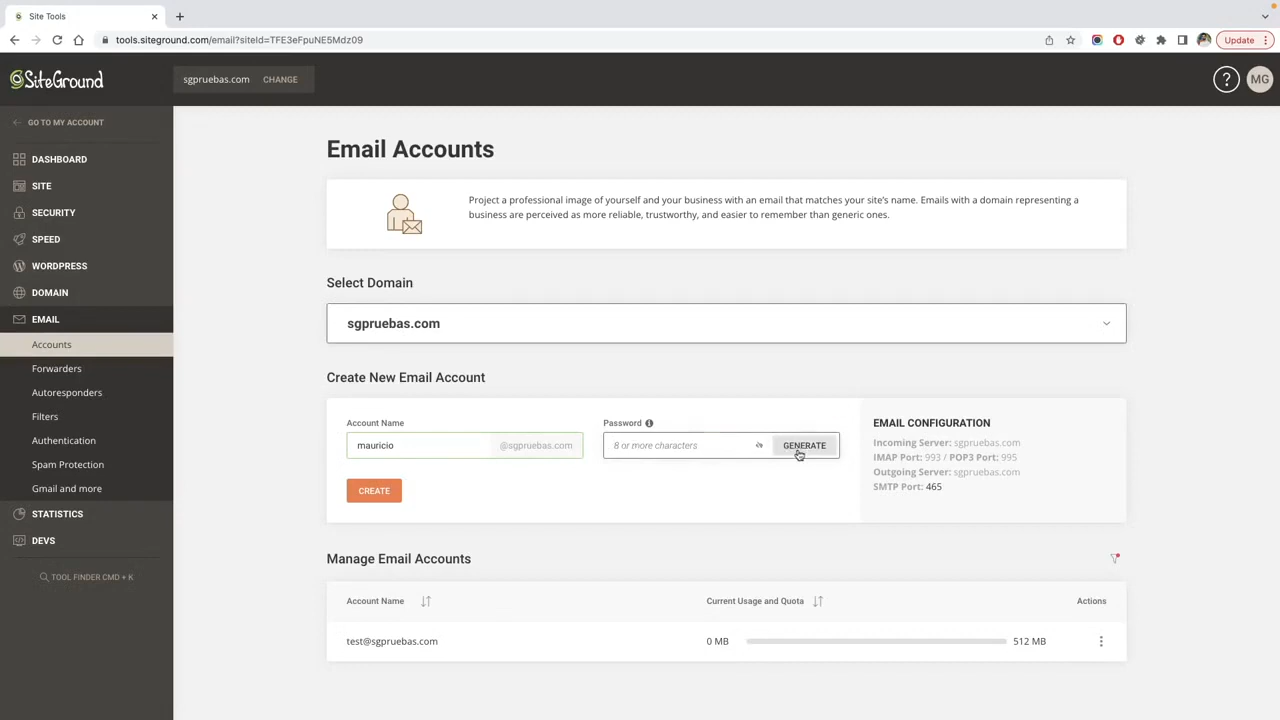 Site Tools
tools.siteground.com/email?siteId=TFE3eFpuNE5Mdz09
Update
SiteGround
sgpruebas.com CHANGE
? MG
GO TO MY ACCOUNT
DASHBOARD
SITE
SECURITY
SPEED
WORDPRESS
DOMAIN
EMAIL
Accounts
Forwarders
Autoresponders
Filters
Authentication
Spam Protection
Gmail and more
STATISTICS
DEVS
TOOL FINDER CMD + K
Email Accounts
Project a professional image of yourself and your business with an email that matches your site's name. Emails with a domain representing a
business are perceived as more reliable, trustworthy, and easier to remember than generic ones.
Select Domain
sgpruebas.com
Create New Email Account
Account Name
mauricio @sgpruebas.com
Password
8 or more characters GENERATE
CREATE
EMAIL CONFIGURATION
Incoming Server: sgpruebas.com
IMAP Port: 993 / POP3 Port: 995
Outgoing Server: sgpruebas.com
SMTP Port: 465
Manage Email Accounts
Account Name Current Usage and Quota Actions
test@sgpruebas.com 0 MB 512 MB